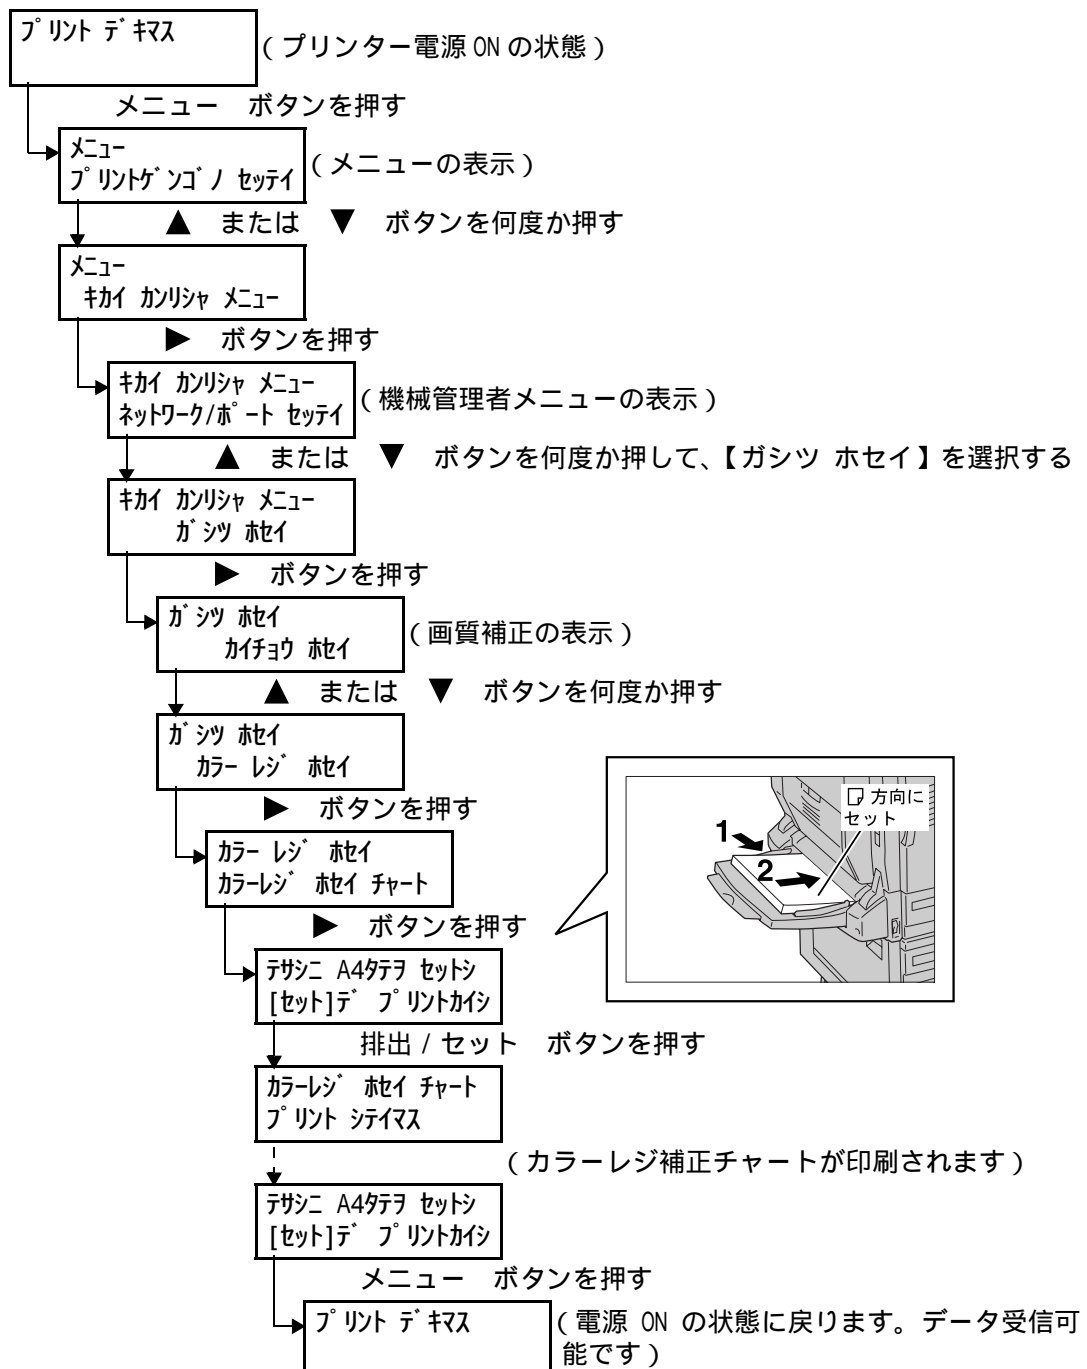 ﾌﾟﾘﾝﾄ ﾃﾞｷﾏｽ
（プリンター電源 ON の状態）
メニュー ボタンを押す
ﾒﾆｭｰ
ﾌﾟﾘﾝﾄｹﾞﾝｺﾞﾉ ｾｯﾃｲ
（メニューの表示）
▲ または ▼ ボタンを何度か押す
ﾒﾆｭｰ
ｷｶｲ ｶﾝﾘｼｬ ﾒﾆｭｰ
▶ ボタンを押す
ｷｶｲ ｶﾝﾘｼｬ ﾒﾆｭｰ
ﾈｯﾄﾜｰｸ/ﾎﾟｰﾄ ｾｯﾃｲ
（機械管理者メニューの表示）
▲ または ▼ ボタンを何度か押して、【ガシツ ホセイ】を選択する
ｷｶｲ ｶﾝﾘｼｬ ﾒﾆｭｰ
ｶﾞｼﾂ ﾎｾｲ
▶ ボタンを押す
ｶﾞｼﾂ ﾎｾｲ
ｶｲﾁｮｳ ﾎｾｲ
（画質補正の表示）
▲ または ▼ ボタンを何度か押す
ｶﾞｼﾂ ﾎｾｲ
ｶﾗｰ ﾚｼﾞ ﾎｾｲ
▶ ボタンを押す
ｶﾗｰ ﾚｼﾞ ﾎｾｲ
ｶﾗｰﾚｼﾞ ﾎｾｲ ﾁｬｰﾄ
▶ ボタンを押す
方向に
セット
1
2
ﾃｻｼﾆ A4ﾀﾃｦ ｾｯﾄｼ
[ｾｯﾄ]ﾃﾞ ﾌﾟﾘﾝﾄｶｲｼ
排出 / セット ボタンを押す
ｶﾗｰﾚｼﾞ ﾎｾｲ ﾁｬｰﾄ
ﾌﾟﾘﾝﾄ ｼﾃｲﾏｽ
（カラーレジ補正チャートが印刷されます）
ﾃｻｼﾆ A4ﾀﾃｦ ｾｯﾄｼ
[ｾｯﾄ]ﾃﾞ ﾌﾟﾘﾝﾄｶｲｼ
メニュー ボタンを押す
ﾌﾟﾘﾝﾄ ﾃﾞｷﾏｽ
（電源 ON の状態に戻ります。データ受信可
能です）